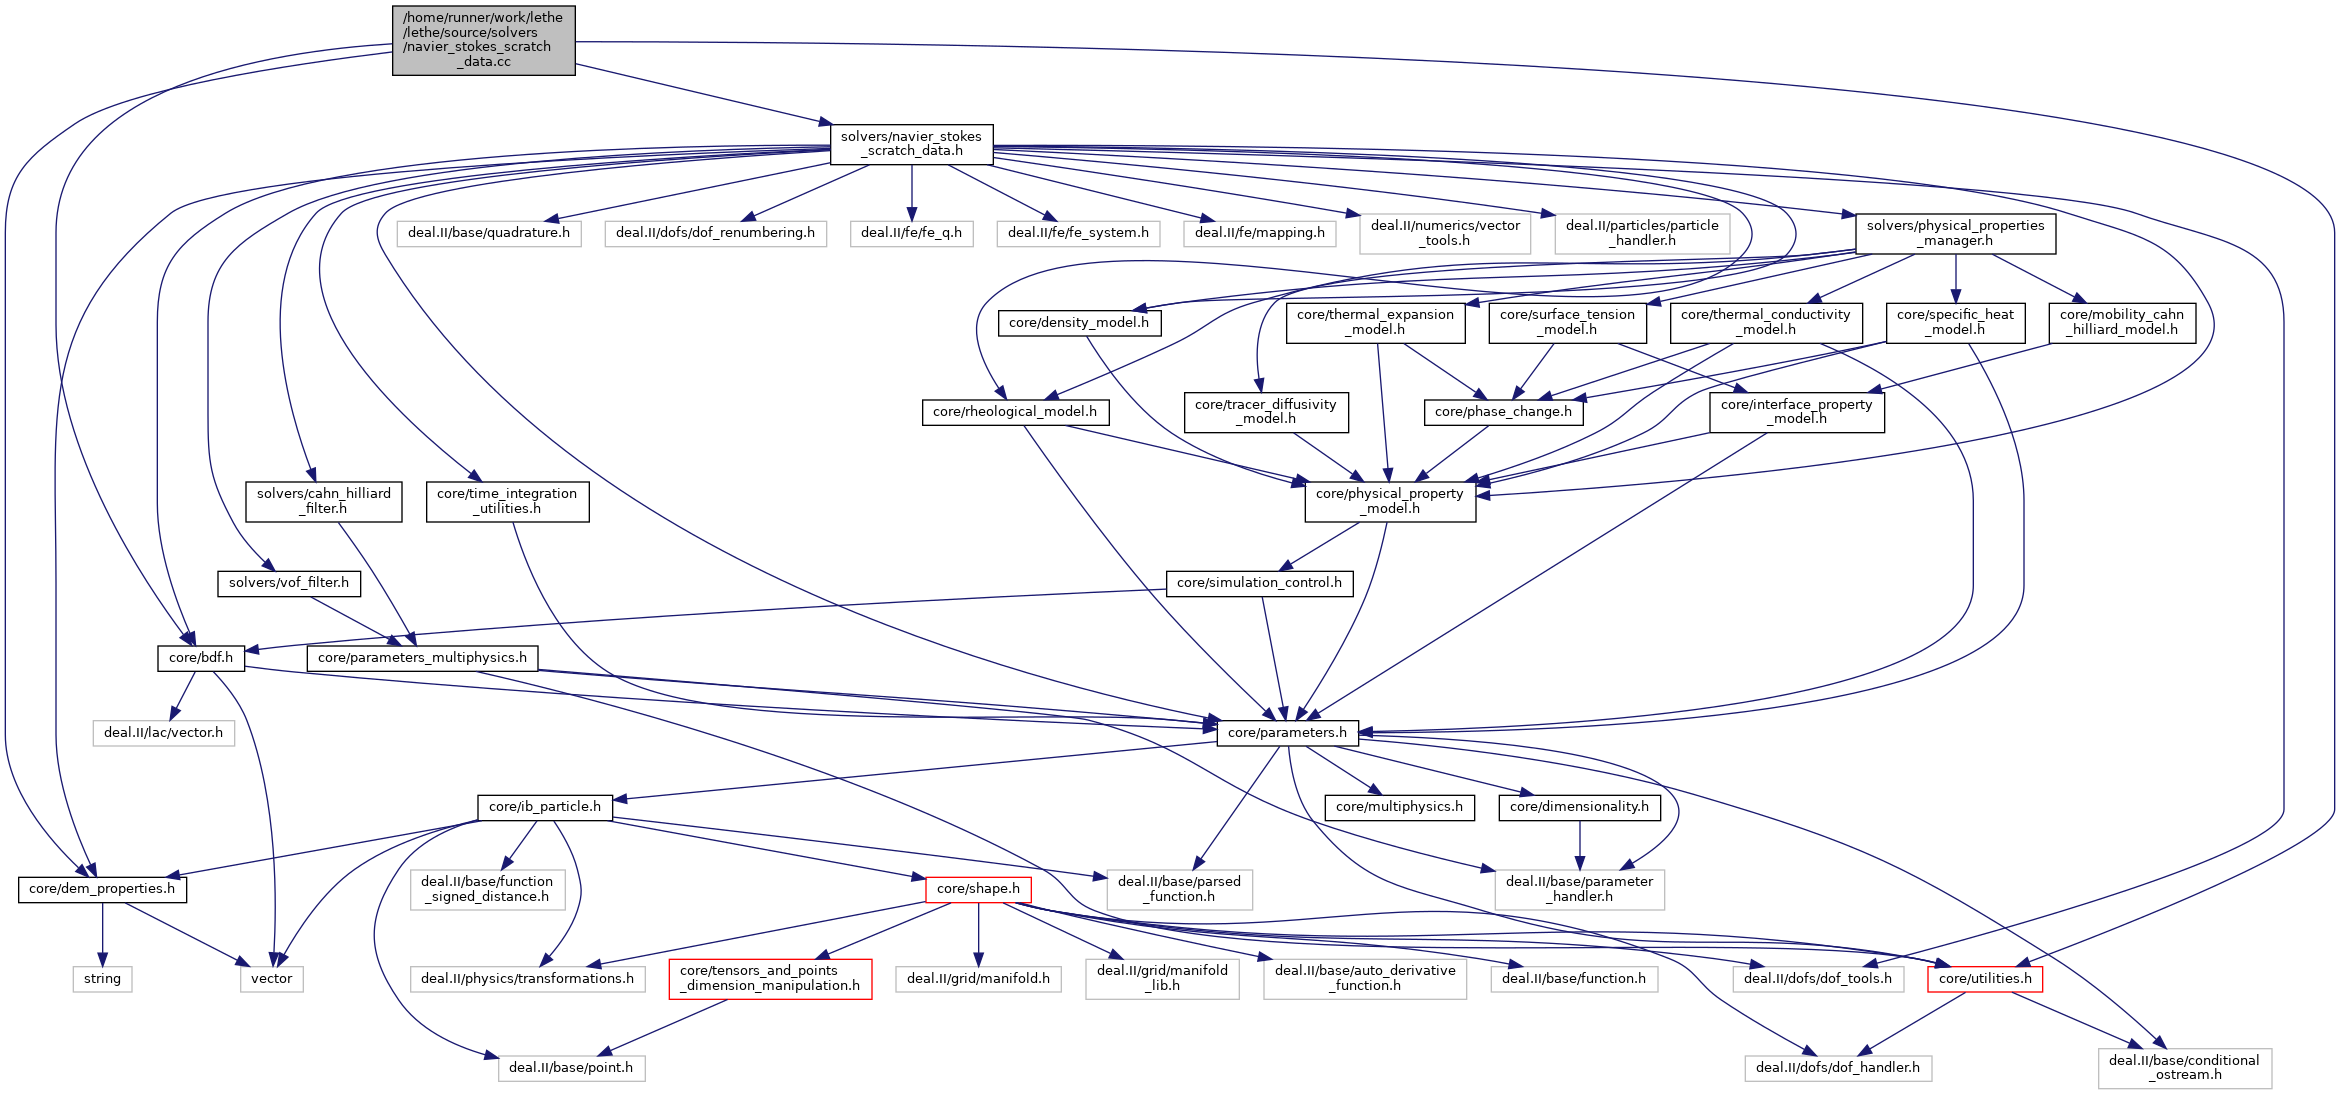 /home/runner/work/lethe
/lethe/source/solvers
/navier_stokes_scratch
_data.cc
solvers/navier_stokes
_scratch_data.h
deal.II/base/quadrature.h
deal.II/dofs/dof_renumbering.h
deal.II/fe/fe_q.h
deal.II/fe/fe_system.h
deal.II/fe/mapping.h
deal.II/numerics/vector
_tools.h
deal.II/particles/particle
_handler.h
solvers/physical_properties
_manager.h
core/density_model.h
core/thermal_expansion
_model.h
core/surface_tension
_model.h
core/thermal_conductivity
_model.h
core/specific_heat
_model.h
core/mobility_cahn
_hilliard_model.h
core/rheological_model.h
core/tracer_diffusivity
_model.h
core/phase_change.h
core/interface_property
_model.h
solvers/cahn_hilliard
_filter.h
core/time_integration
_utilities.h
core/physical_property
_model.h
solvers/vof_filter.h
core/simulation_control.h
core/bdf.h
core/parameters_multiphysics.h
deal.II/lac/vector.h
core/parameters.h
core/ib_particle.h
core/multiphysics.h
core/dimensionality.h
core/dem_properties.h
deal.II/base/function
_signed_distance.h
core/shape.h
deal.II/base/parsed
_function.h
deal.II/base/parameter
_handler.h
string
vector
deal.II/physics/transformations.h
core/tensors_and_points
_dimension_manipulation.h
deal.II/grid/manifold.h
deal.II/grid/manifold
_lib.h
deal.II/base/auto_derivative
_function.h
deal.II/base/function.h
deal.II/dofs/dof_tools.h
core/utilities.h
deal.II/base/point.h
deal.II/dofs/dof_handler.h
deal.II/base/conditional
_ostream.h